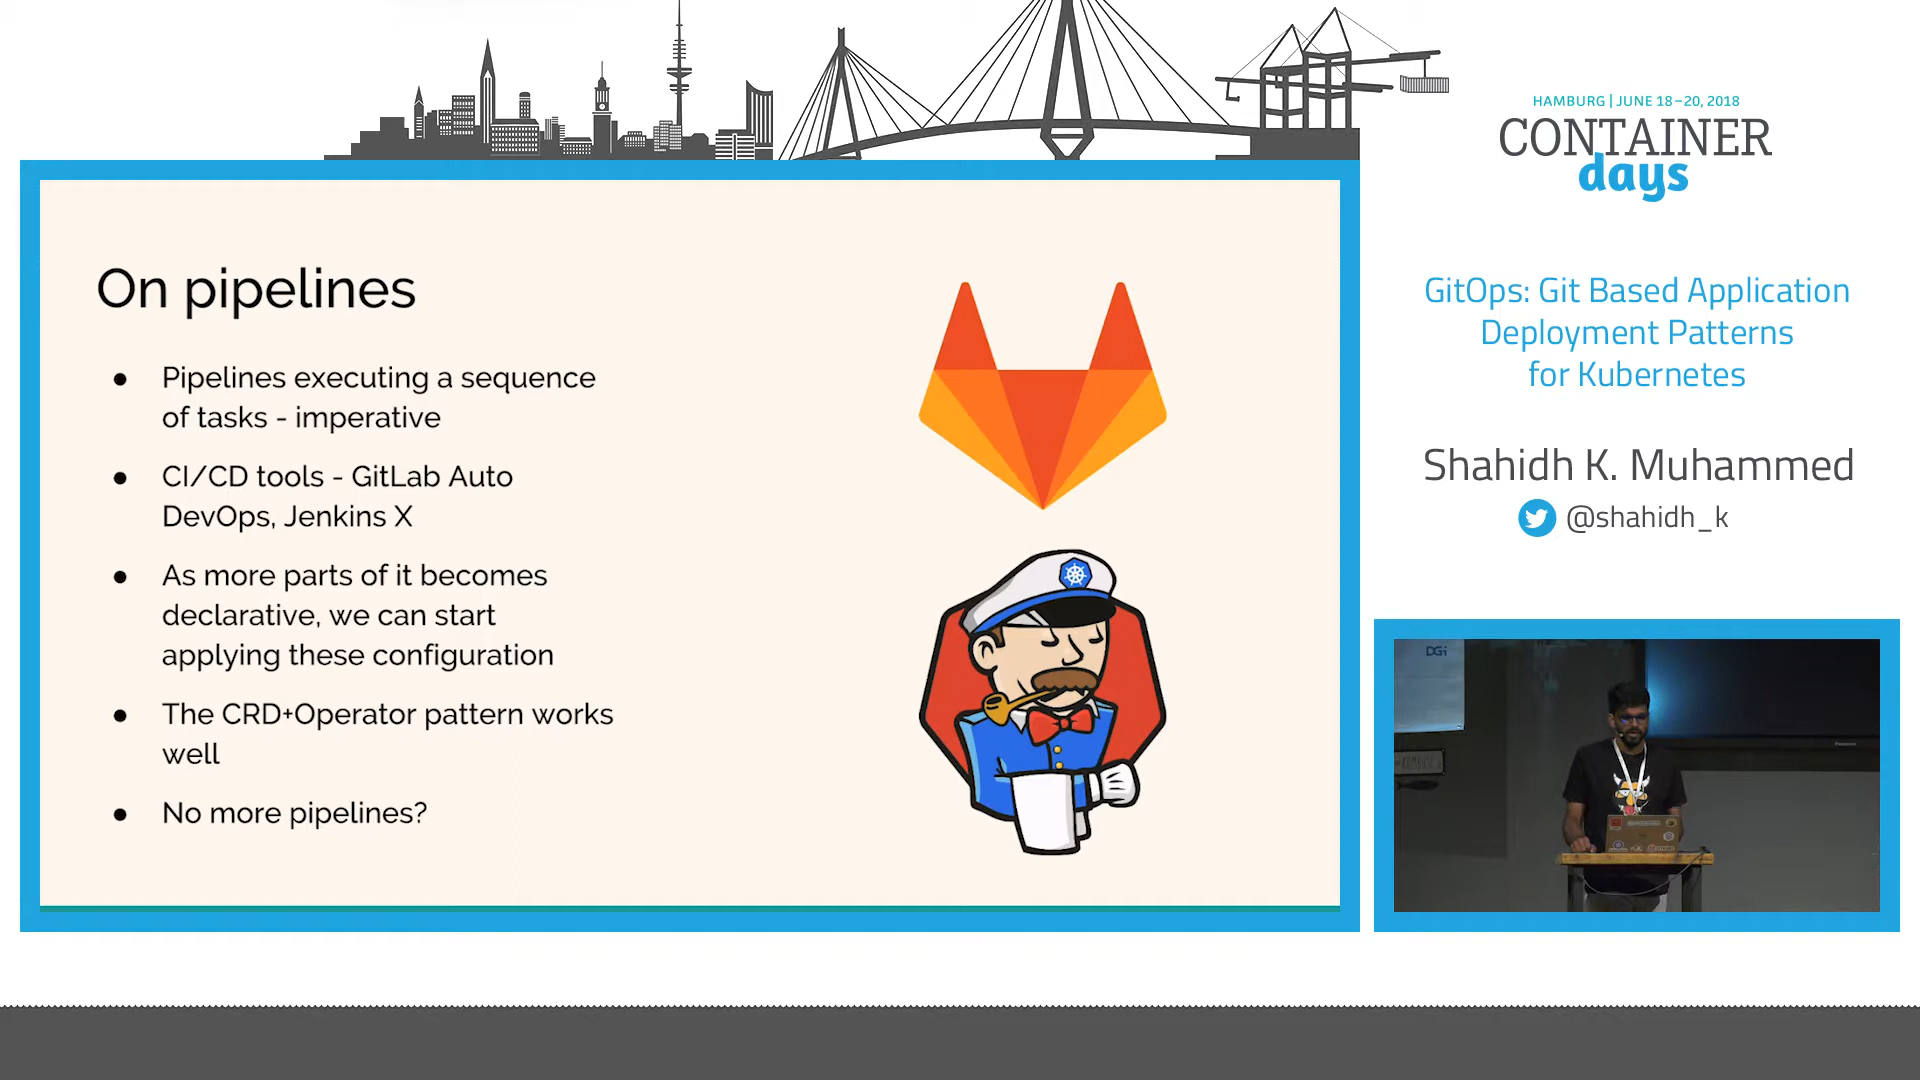 HAMBURG | JUNE 18–20, 2018
CONTAINER
days
On pipelines
● Pipelines executing a sequence
of tasks - imperative
● CI/CD tools - GitLab Auto
DevOps, Jenkins X
● As more parts of it becomes
declarative, we can start
applying these configuration
● The CRD+Operator pattern works
well
● No more pipelines?
GitOps: Git Based Application
Deployment Patterns
for Kubernetes
Shahidh K. Muhammed
@shahidh_k
DGi